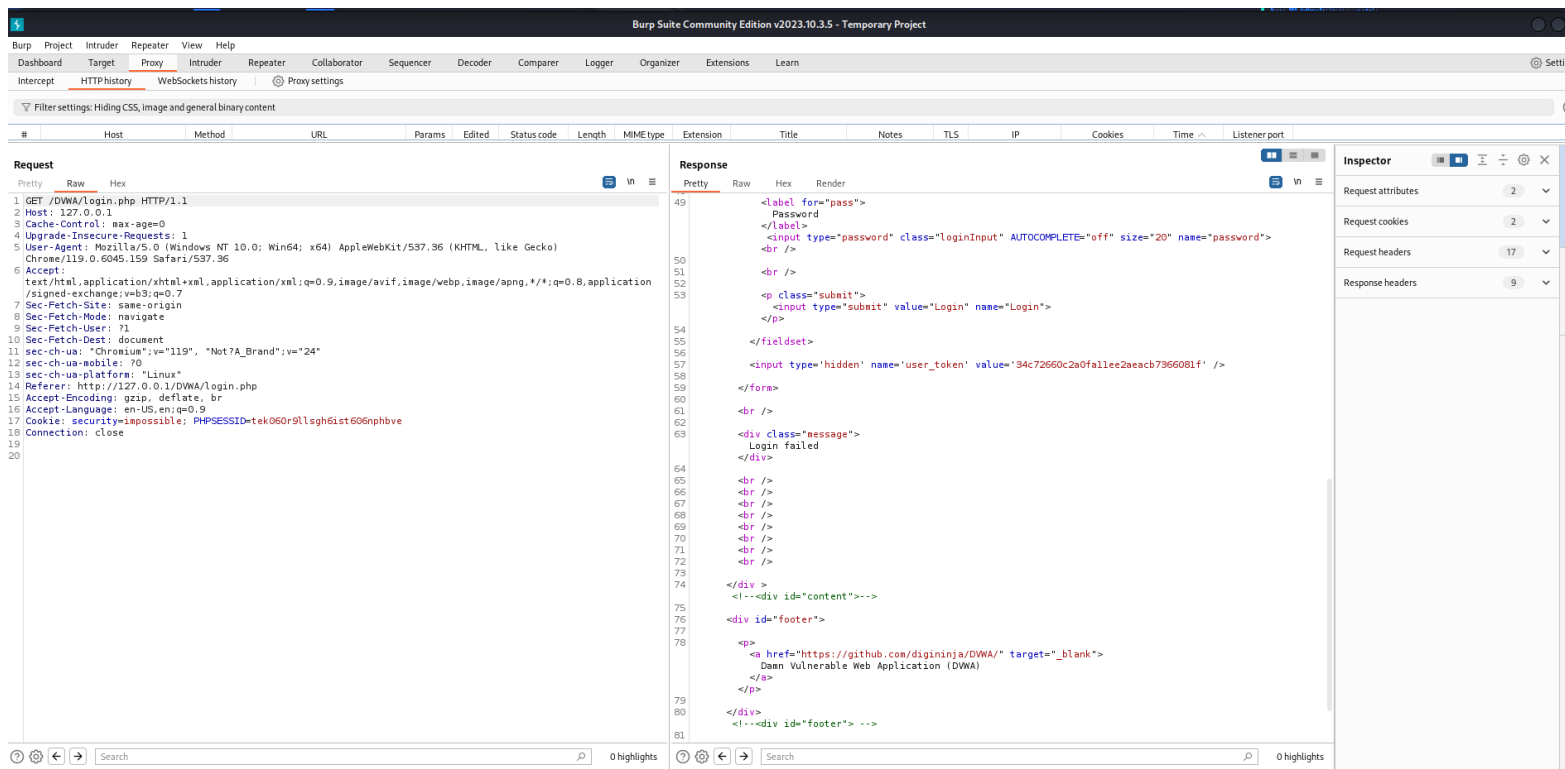 Burp Suite Community Edition v2023.10.3.5 - Temporary Project
Burp Project Intruder Repeater View Help
Dashboard Target Proxy Intruder Repeater Collaborator Sequencer Decoder Comparer Logger Organizer Extensions Learn Setti
Intercept HTTP history WebSockets history Proxy settings
Filter settings: Hiding CSS, image and general binary content
# Host Method URL Params Edited Status code Length MIME type Extension Title Notes TLS IP Cookies Time Listener port
Request
Pretty Raw Hex \n
1 GET /DVWA/login.php HTTP/1.1
2 Host: 127.0.0.1
3 Cache-Control: max-age=0
4 Upgrade-Insecure-Requests: 1
5 User-Agent: Mozilla/5.0 (Windows NT 10.0; Win64; x64) AppleWebKit/537.36 (KHTML, like Gecko)
Chrome/119.0.6045.159 Safari/537.36
6 Accept:
text/html,application/xhtml+xml,application/xml;q=0.9,image/avif,image/webp,image/apng,*/*;q=0.8,application
/signed-exchange;v=b3;q=0.7
7 Sec-Fetch-Site: same-origin
8 Sec-Fetch-Mode: navigate
9 Sec-Fetch-User: ?1
10 Sec-Fetch-Dest: document
11 sec-ch-ua: "Chromium";v="119", "Not?A_Brand";v="24"
12 sec-ch-ua-mobile: ?0
13 sec-ch-ua-platform: "Linux"
14 Referer: http://127.0.0.1/DVWA/login.php
15 Accept-Encoding: gzip, deflate, br
16 Accept-Language: en-US,en;q=0.9
17 Cookie: security=impossible; PHPSESSID=tek060r9llsgh6ist606nphbve
18 Connection: close
19
20
Search 0 highlights
Response
Pretty Raw Hex Render \n
49 <label for="pass">
Password
</label>
<input type="password" class="loginInput" AUTOCOMPLETE="off" size="20" name="password">
<br />
50
51 <br />
52
53 <p class="submit">
<input type="submit" value="Login" name="Login">
</p>
54
55 </fieldset>
56
57 <input type='hidden' name='user_token' value='34c72660c2a0fa11ee2aeacb7366081f' />
58
59 </form>
60
61 <br />
62
63 <div class="message">
Login failed
</div>
64
65 <br />
66 <br />
67 <br />
68 <br />
69 <br />
70 <br />
71 <br />
72 <br />
73
74 </div >
<!--<div id="content">-->
75
76 <div id="footer">
77
78 <p>
<a href="https://github.com/digininja/DVWA/" target="_blank">
Damn Vulnerable Web Application (DVWA)
</a>
</p>
79
80 </div>
<!--<div id="footer"> -->
81
Search 0 highlights
Inspector
Request attributes 2
Request cookies 2
Request headers 17
Response headers 9